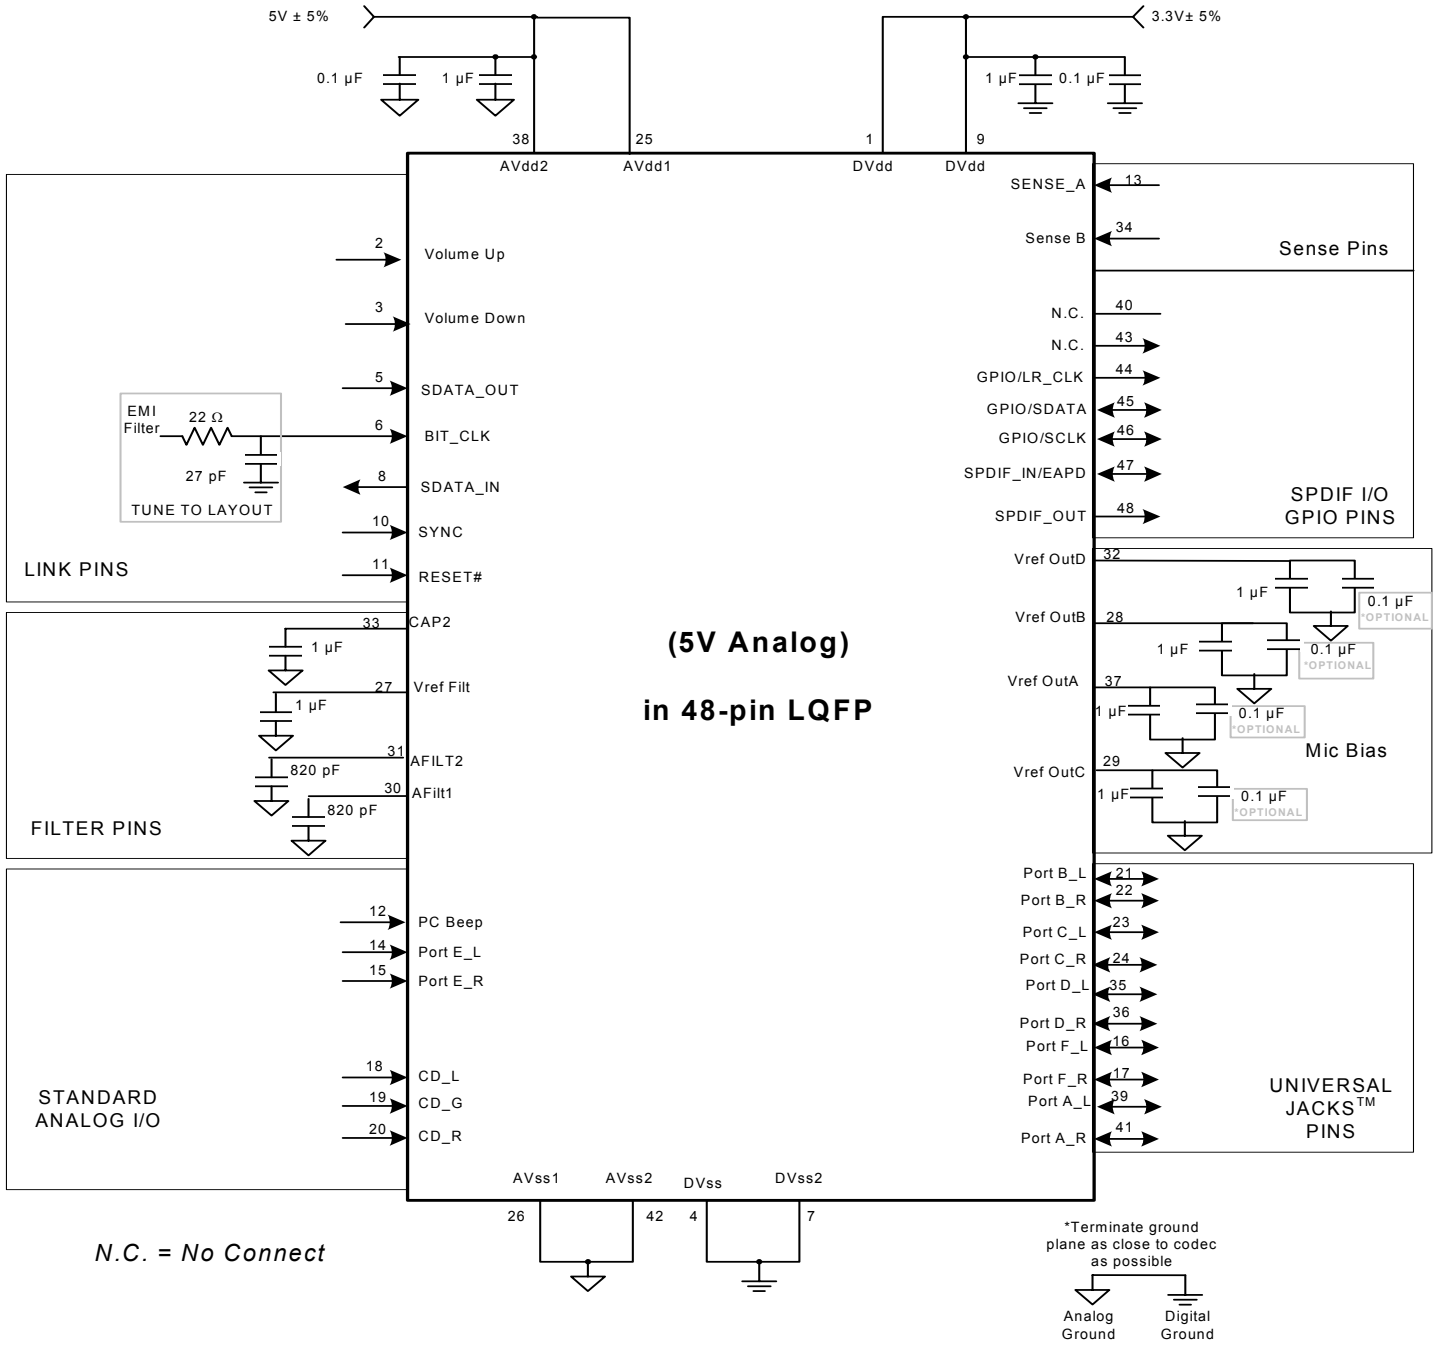 5V ± 5%
3.3V± 5%
0.1 µF
1 µF
1 µF
0.1 µF
38
25
1
9
AVdd2
AVdd1
DVdd
DVdd
2
Volume Up
3
Volume Down
5
SDATA_OUT
EMI
Filter
22 Ω
27 pF
TUNE TO LAYOUT
6
BIT_CLK
8
SDATA_IN
10
SYNC
11
RESET#
LINK PINS
33
CAP2
1 µF
27
Vref Filt
1 µF
31
AFILT2
820 pF
30
AFilt1
820 pF
FILTER PINS
12
PC Beep
14
Port E_L
15
Port E_R
18
CD_L
19
CD_G
20
CD_R
STANDARD
ANALOG I/O
(5V Analog)
in 48-pin LQFP
SENSE_A
13
Sense B
34
Sense Pins
N.C.
40
N.C.
43
GPIO/LR_CLK
44
GPIO/SDATA
45
GPIO/SCLK
46
SPDIF_IN/EAPD
47
SPDIF_OUT
48
SPDIF I/O
GPIO PINS
Vref OutD
32
1 µF
0.1 µF
*OPTIONAL
Vref OutB
28
1 µF
0.1 µF
*OPTIONAL
Vref OutA
37
1 µF
0.1 µF
*OPTIONAL
Vref OutC
29
1 µF
0.1 µF
*OPTIONAL
Mic Bias
Port B_L
21
Port B_R
22
Port C_L
23
Port C_R
24
Port D_L
35
Port D_R
36
Port F_L
16
Port F_R
17
Port A_L
39
Port A_R
41
UNIVERSAL
JACKS™
PINS
AVss1
AVss2
DVss
DVss2
26
42
4
7
N.C. = No Connect
*Terminate ground
plane as close to codec
as possible
Analog
Ground
Digital
Ground